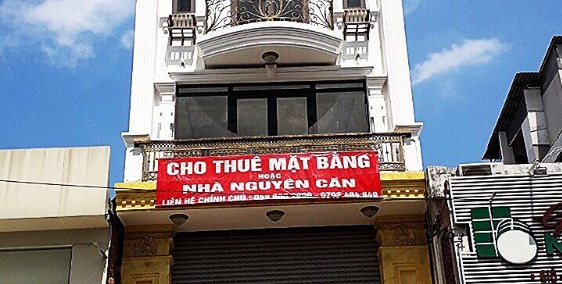 CHO THUÊ MẶT BẰNG
HOẶC
NHÀ NGUYÊN CĂN
LIÊN HỆ CHÍNH CHỦ